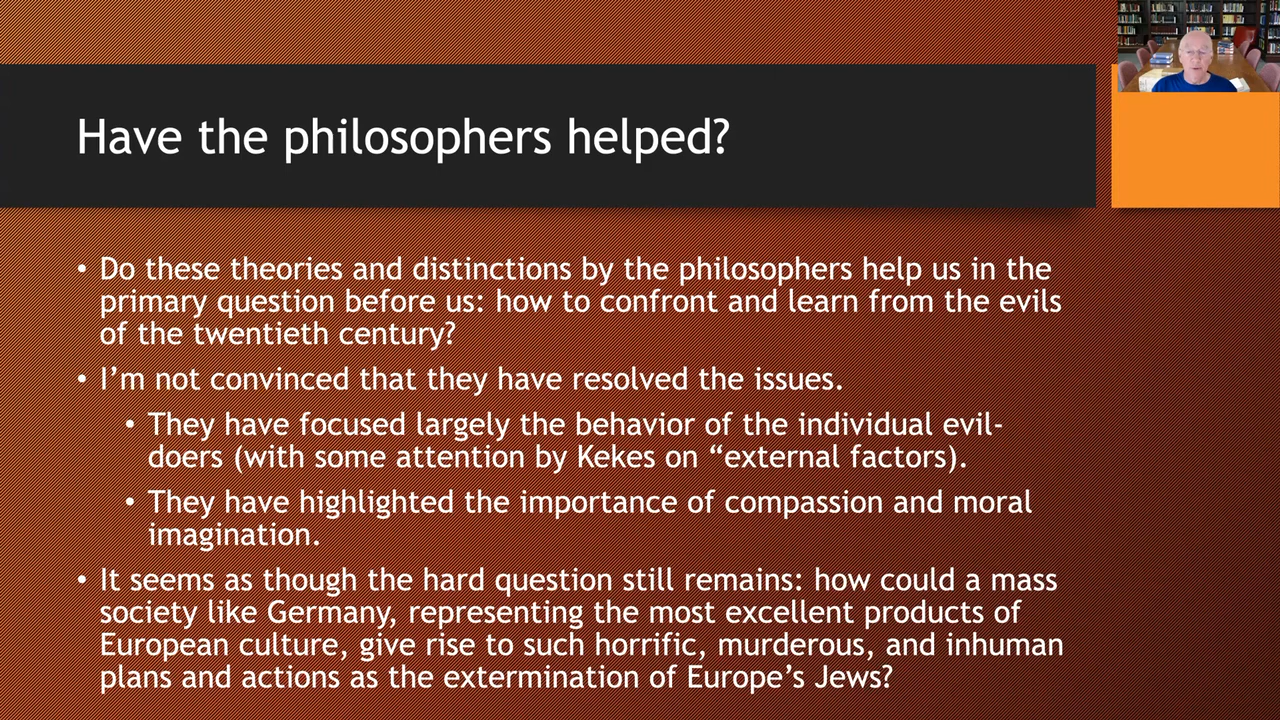 Have the philosophers helped?
• Do these theories and distinctions by the philosophers help us in the
primary question before us: how to confront and learn from the evils
of the twentieth century?
• I’m not convinced that they have resolved the issues.
• They have focused largely the behavior of the individual evil-
doers (with some attention by Kekes on “external factors).
• They have highlighted the importance of compassion and moral
imagination.
• It seems as though the hard question still remains: how could a mass
society like Germany, representing the most excellent products of
European culture, give rise to such horrific, murderous, and inhuman
plans and actions as the extermination of Europe’s Jews?